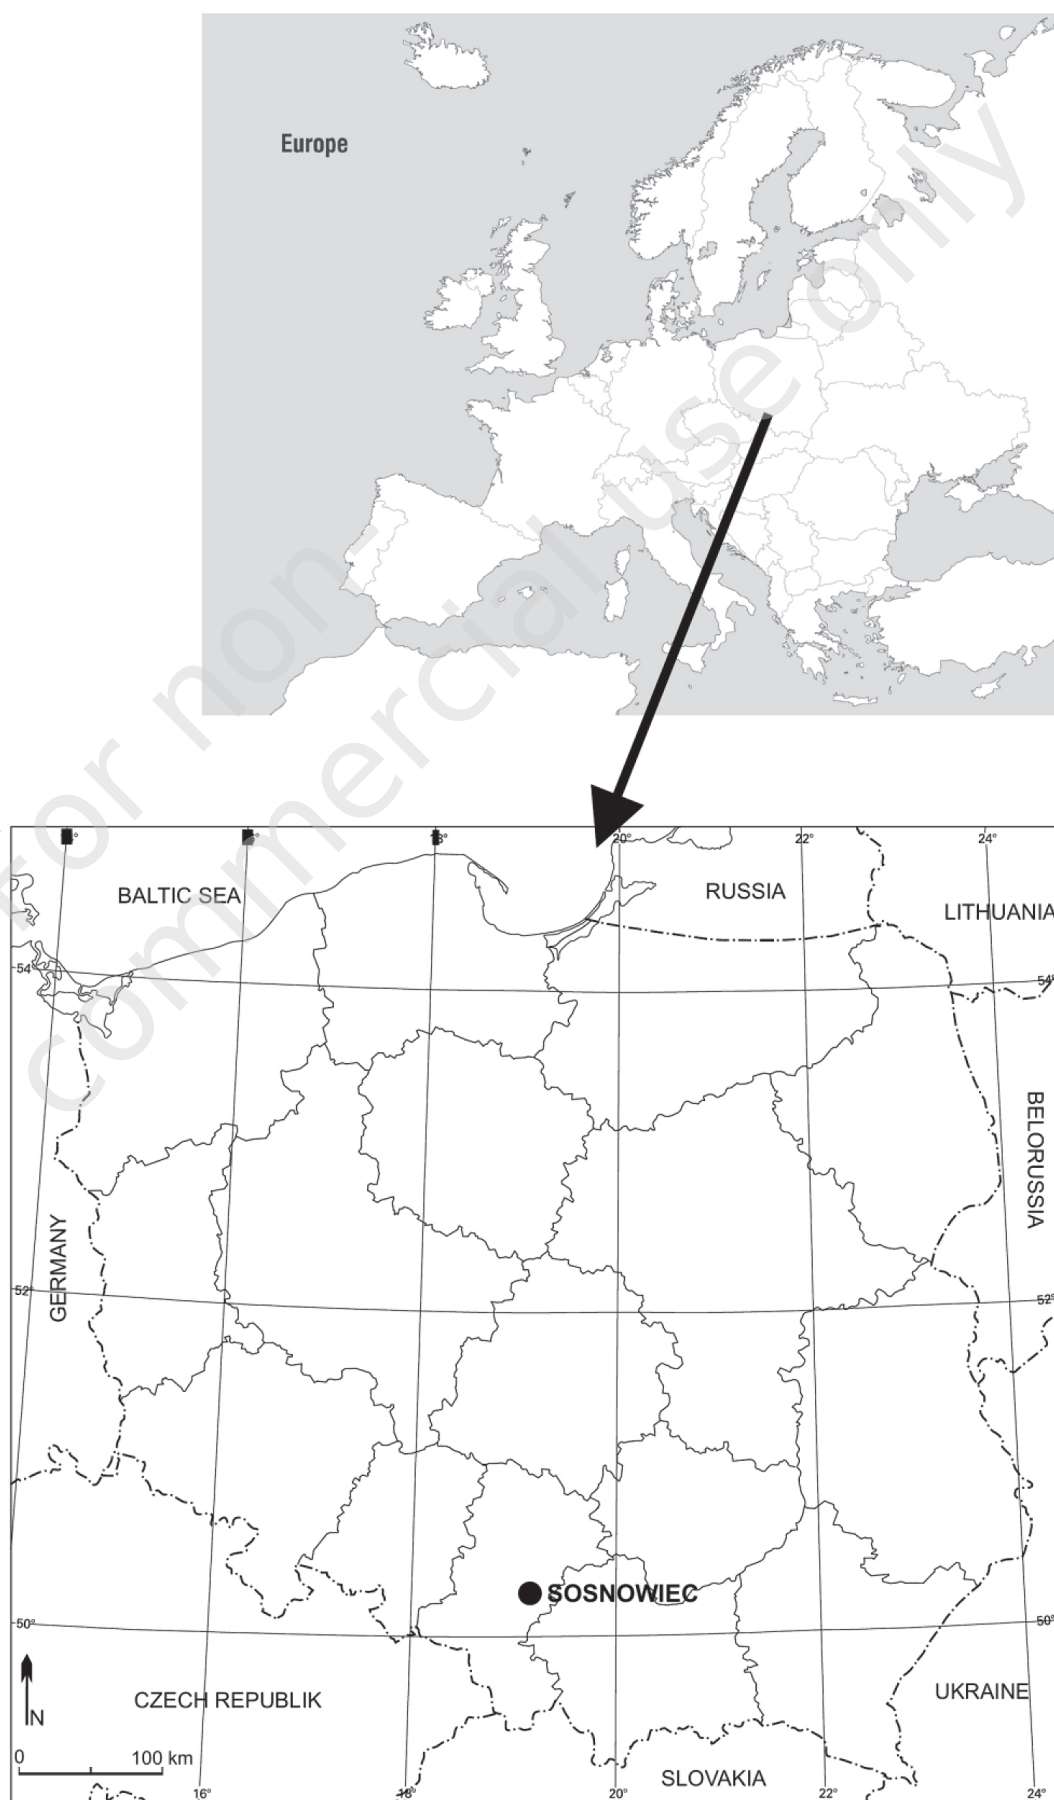 Europe
For non-
commercial use only
20°
22°
24°
BALTIC SEA
RUSSIA
LITHUANIA
54°
54°
BELORUSSIA
GERMANY
52°
52°
SOSNOWIEC
50°
50°
N
CZECH REPUBLIK
UKRAINE
0
100 km
SLOVAKIA
16°
18°
20°
22°
24°